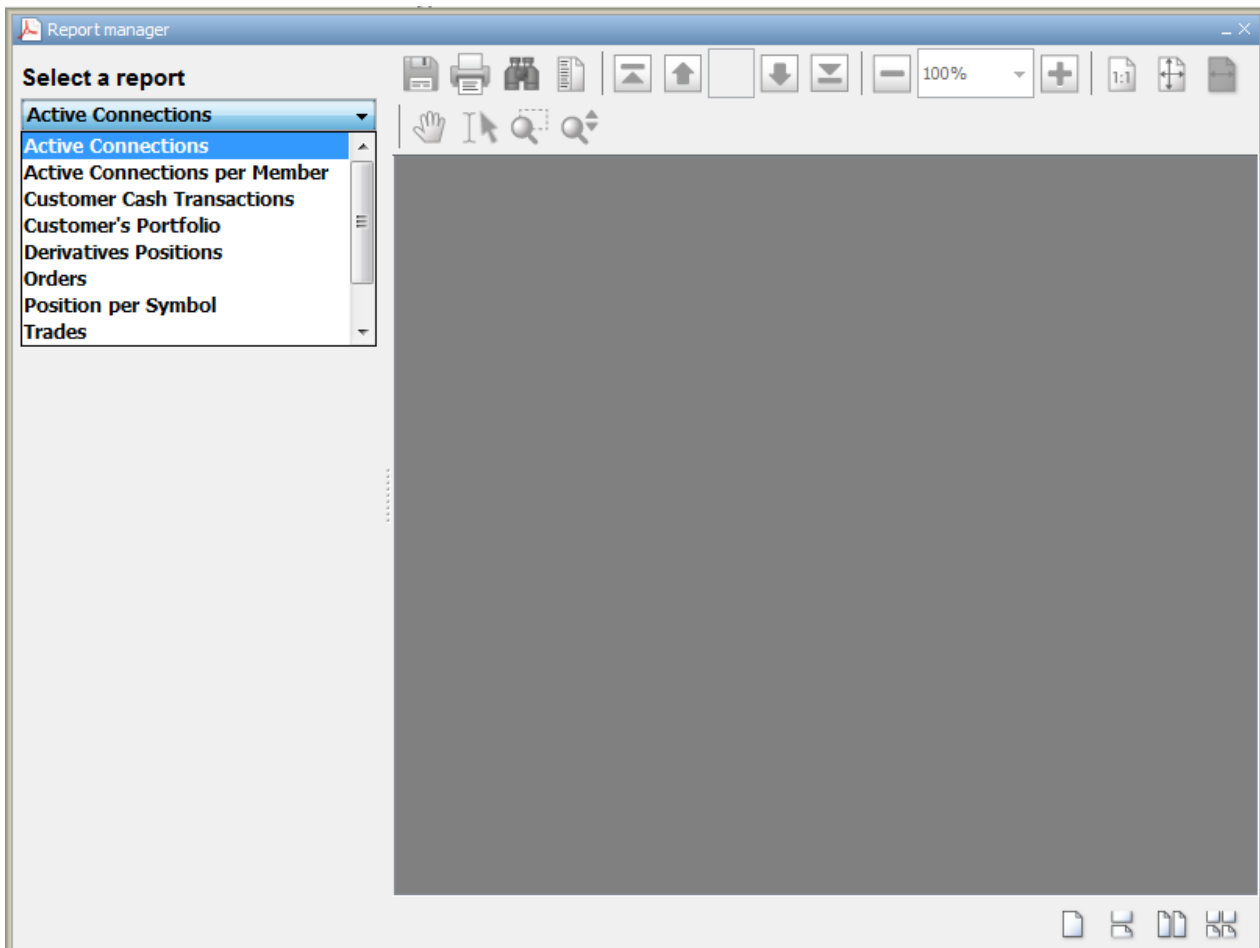 Report manager
Select a report
Active Connections
Active Connections
Active Connections per Member
Customer Cash Transactions
Customer's Portfolio
Derivatives Positions
Orders
Position per Symbol
Trades
100%
1:1